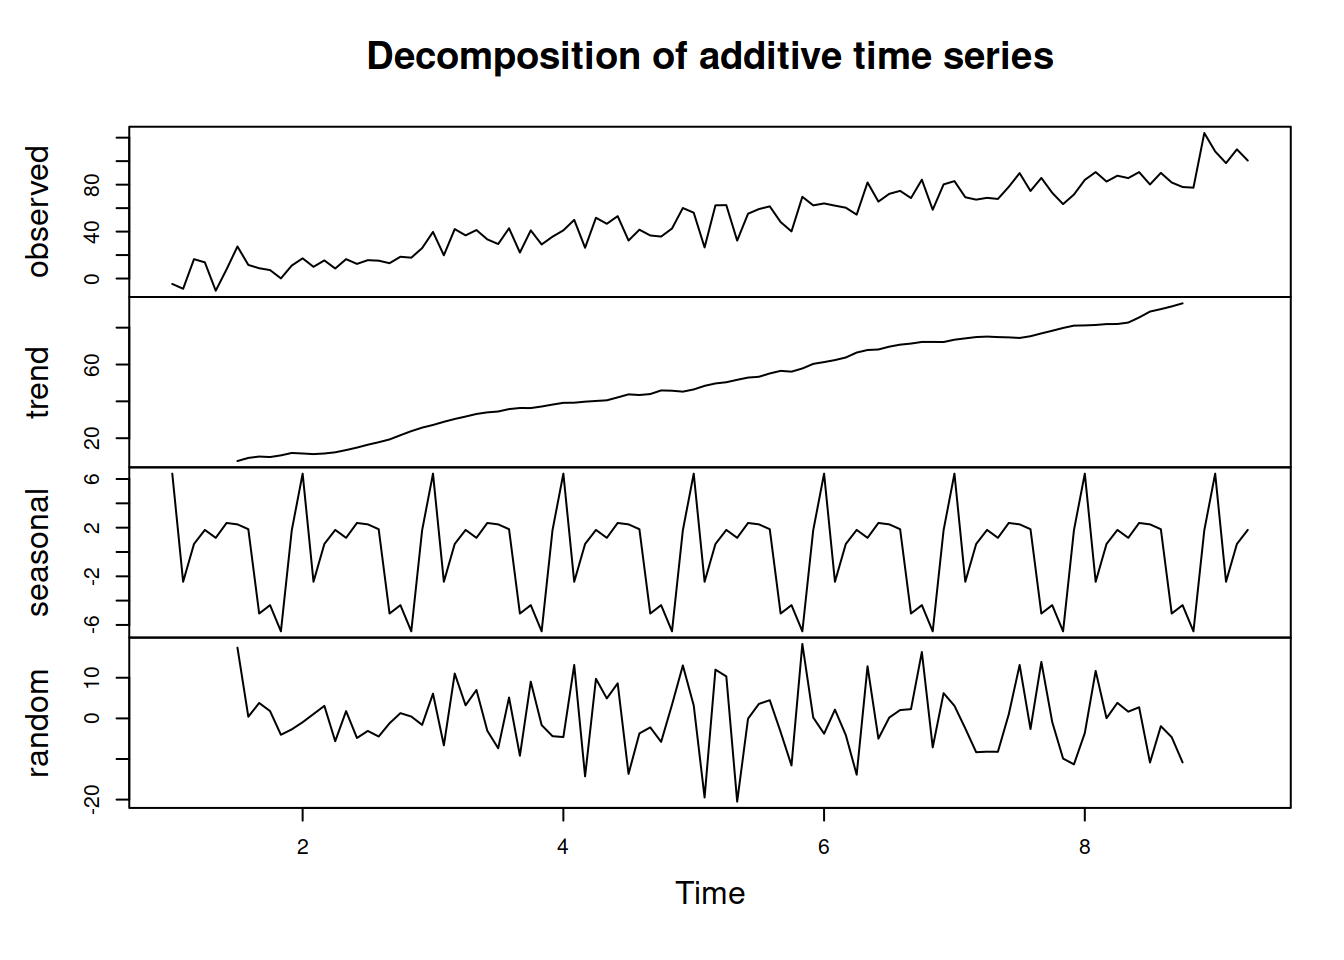 Decomposition of additive time series
observed
0 40 80
trend
20 60
seasonal
-6 -2 2 6
random
-20 0 10
2 4 6 8
Time